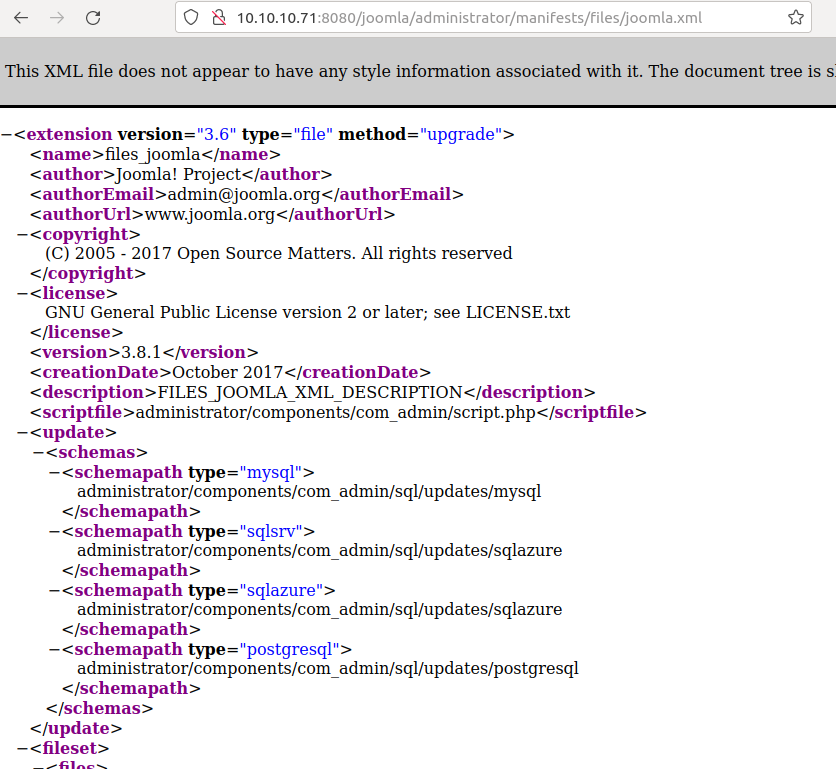 10.10.10.71:8080/joomla/administrator/manifests/files/joomla.xml
This XML file does not appear to have any style information associated with it. The document tree is
−<extension version="3.6" type="file" method="upgrade">
<name>files_joomla</name>
<author>Joomla! Project</author>
<authorEmail>admin@joomla.org</authorEmail>
<authorUrl>www.joomla.org</authorUrl>
−<copyright>
(C) 2005 - 2017 Open Source Matters. All rights reserved
</copyright>
−<license>
GNU General Public License version 2 or later; see LICENSE.txt
</license>
<version>3.8.1</version>
<creationDate>October 2017</creationDate>
<description>FILES_JOOMLA_XML_DESCRIPTION</description>
<scriptfile>administrator/components/com_admin/script.php</scriptfile>
−<update>
−<schemas>
−<schemapath type="mysql">
administrator/components/com_admin/sql/updates/mysql
</schemapath>
−<schemapath type="sqlsrv">
administrator/components/com_admin/sql/updates/sqlazure
</schemapath>
−<schemapath type="sqlazure">
administrator/components/com_admin/sql/updates/sqlazure
</schemapath>
−<schemapath type="postgresql">
administrator/components/com_admin/sql/updates/postgresql
</schemapath>
</schemas>
</update>
−<fileset>
−<files>